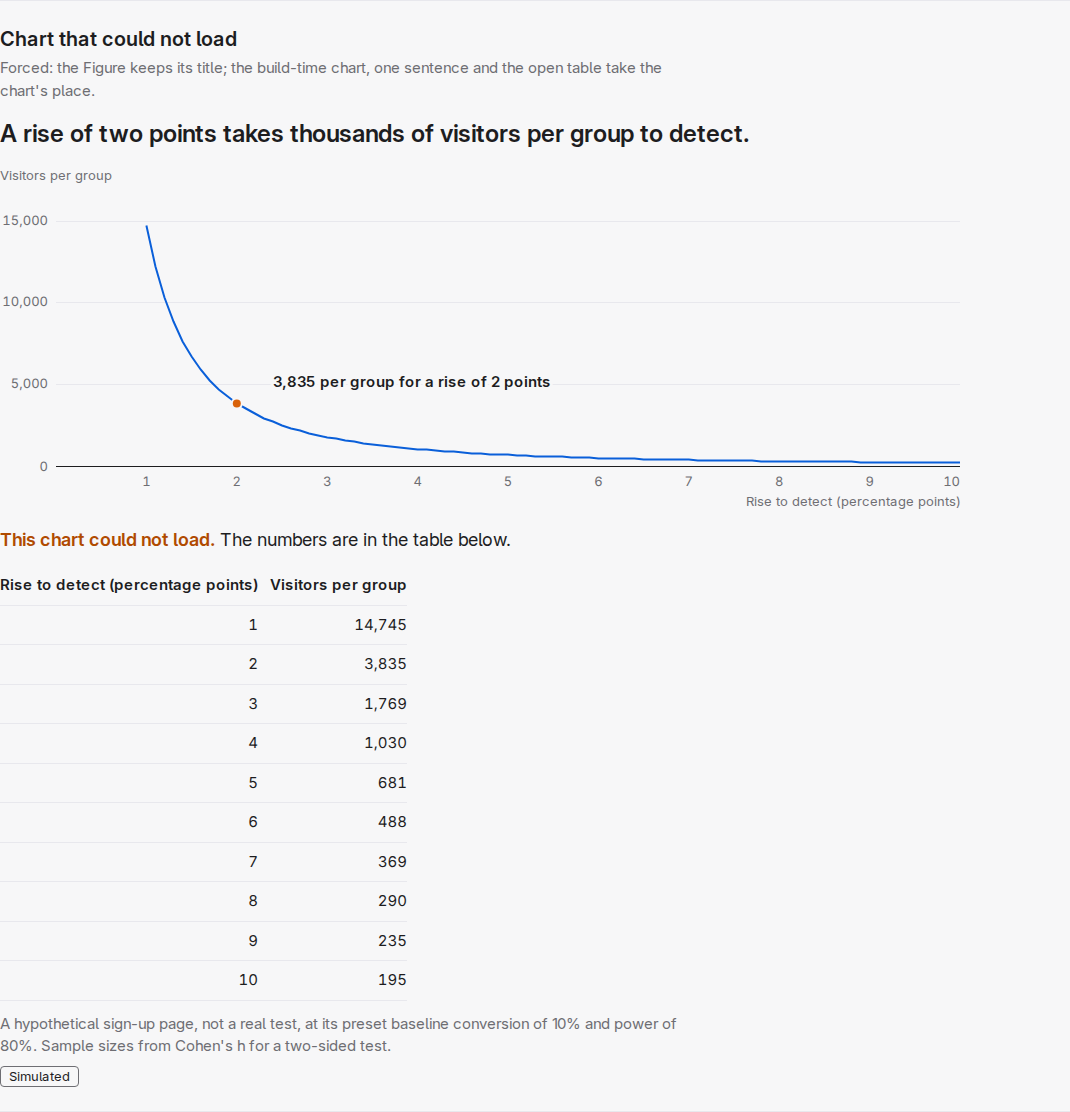 Chart that could not load
Forced: the Figure keeps its title; the build-time chart, one sentence and the open table take the
chart's place.
A rise of two points takes thousands of visitors per group to detect.
Visitors per group
15,000
10,000
5,000
3,835 per group for a rise of 2 points
0
1 2 3 4 5 6 7 8 9 10
Rise to detect (percentage points)
This chart could not load. The numbers are in the table below.
Rise to detect (percentage points) Visitors per group
1 14,745
2 3,835
3 1,769
4 1,030
5 681
6 488
7 369
8 290
9 235
10 195
A hypothetical sign-up page, not a real test, at its preset baseline conversion of 10% and power of
80%. Sample sizes from Cohen's h for a two-sided test.
Simulated